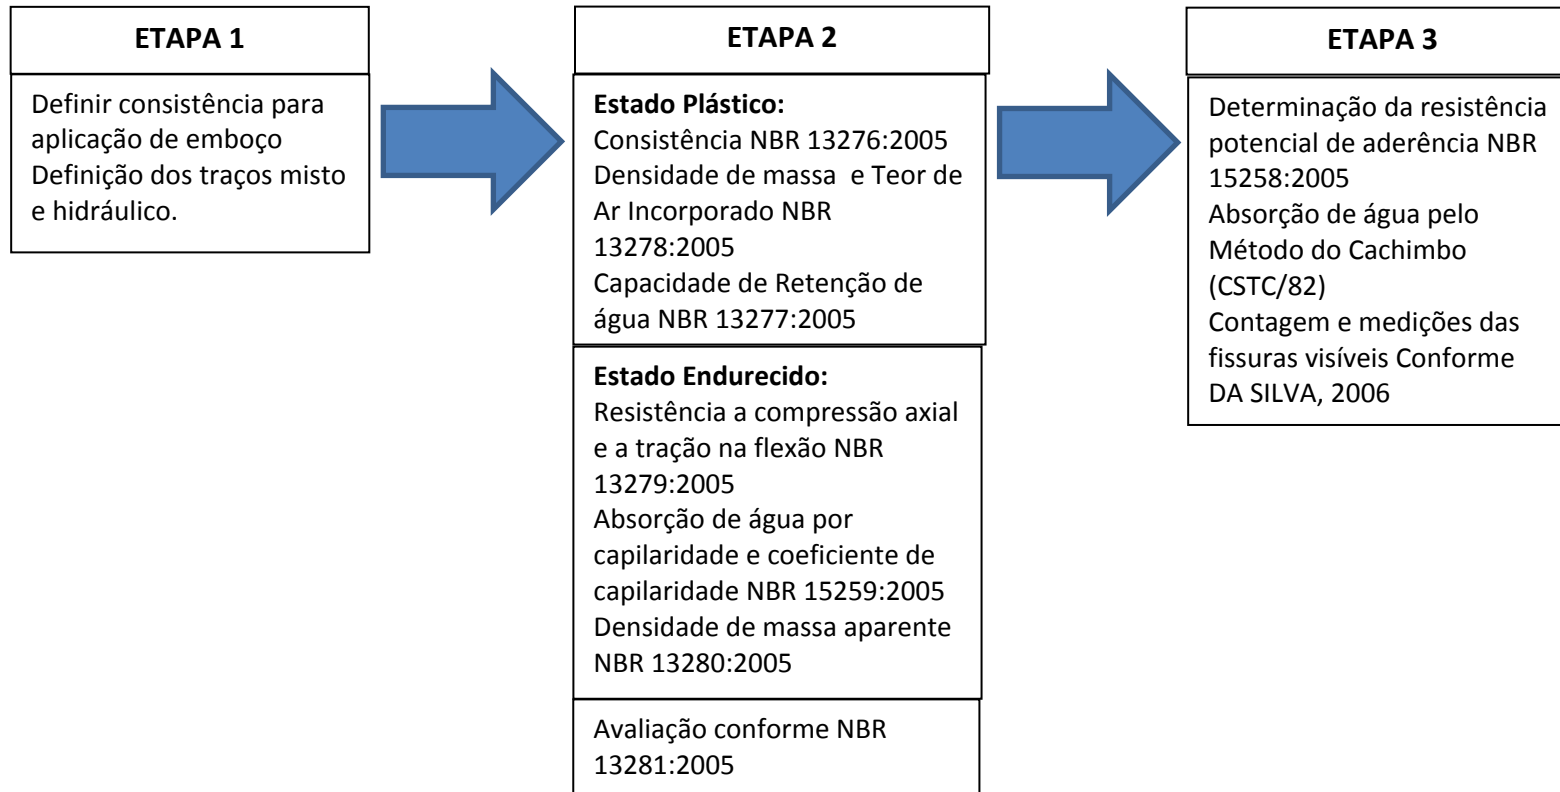 ETAPA 1
Definir consistência para
aplicação de emboço
Definição dos traços misto
e hidráulico.
ETAPA 2
Estado Plástico:
Consistência NBR 13276:2005
Densidade de massa  e Teor de
Ar Incorporado NBR
13278:2005
Capacidade de Retenção de
água NBR 13277:2005
Estado Endurecido:
Resistência a compressão axial
e a tração na flexão NBR
13279:2005
Absorção de água por
capilaridade e coeficiente de
capilaridade NBR 15259:2005
Densidade de massa aparente
NBR 13280:2005
Avaliação conforme NBR
13281:2005
ETAPA 3
Determinação da resistência
potencial de aderência NBR
15258:2005
Absorção de água pelo
Método do Cachimbo
(CSTC/82)
Contagem e medições das
fissuras visíveis Conforme
DA SILVA, 2006